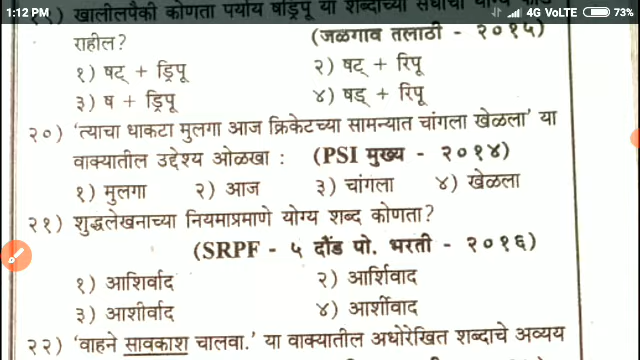 1:12 PM ... 4G VoLTE 73%
खालीलपैकी कोणता पर्याय षड्रिपू या शब्दाच्या संधीचा योग्य
राहील? (जळगाव तलाठी - २०१५)
१) षट् + ड्रिपू २) षट् + रिपू
३) ष + ड्रिपू ४) षड् + रिपू
२०) 'त्याचा धाकटा मुलगा आज क्रिकेटच्या सामन्यात चांगला खेळला' या
वाक्यातील उद्देश्य ओळखा : (PSI मुख्य - २०१४)
१) मुलगा २) आज ३) चांगला ४) खेळला
२१) शुद्धलेखनाच्या नियमाप्रमाणे योग्य शब्द कोणता?
(SRPF - ५ दौंड पो. भरती - २०१६)
१) आशिर्वाद २) आर्शिवाद
३) आशीर्वाद ४) आर्शीवाद
२२) 'वाहने सावकाश चालवा.' या वाक्यातील अधोरेखित शब्दाचे अव्यय